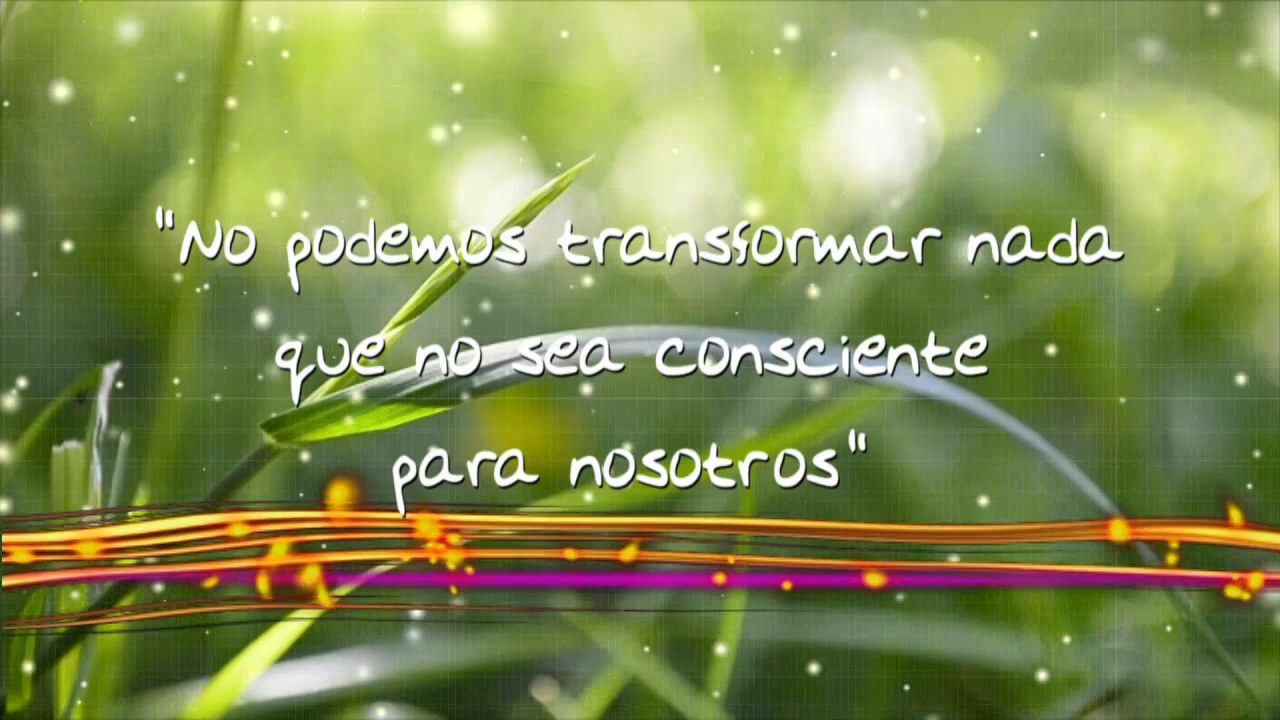 "No podemos transformar nada
que no sea consciente
para nosotros"